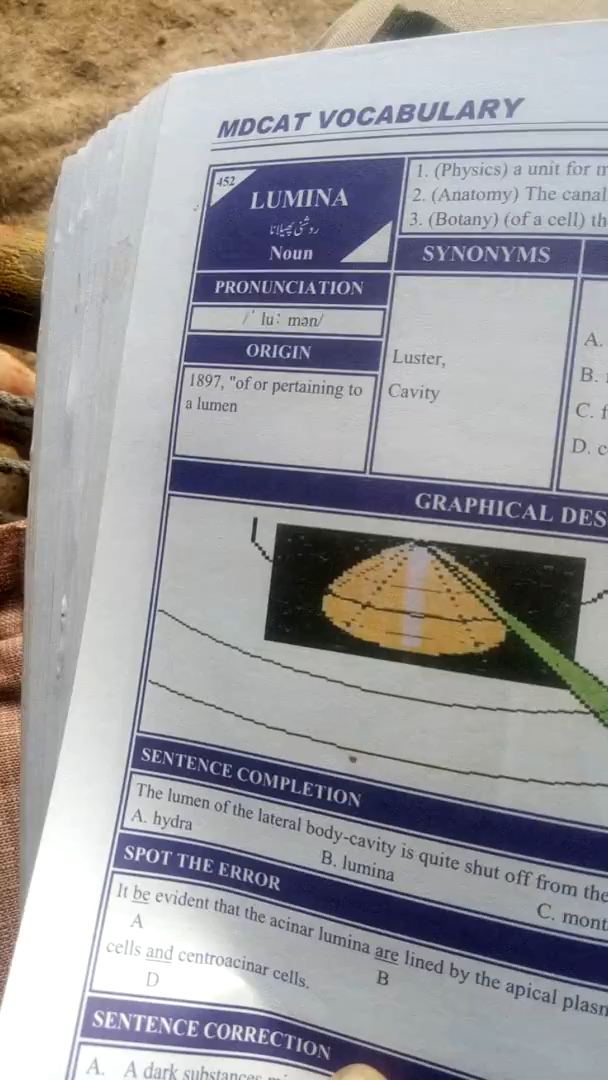 MDCAT VOCABULARY
452
LUMINA
روشنی پھیلانا
Noun
1. (Physics) a unit for
2. (Anatomy) The canal
3. (Botany) (of a cell) th
PRONUNCIATION
/ˈ luː mən/
ORIGIN
1897, "of or pertaining to
a lumen
SYNONYMS
Luster,
Cavity
A.
B.
C. f
D. c
GRAPHICAL DES
SENTENCE COMPLETION
The lumen of the lateral body-cavity is quite shut off from the
A. hydra
B. lumina
C. mont
SPOT THE ERROR
It be evident that the acinar lumina are lined by the apical plasm
A
B
cells and centroacinar cells.
D
SENTENCE CORRECTION
A. A dark substances